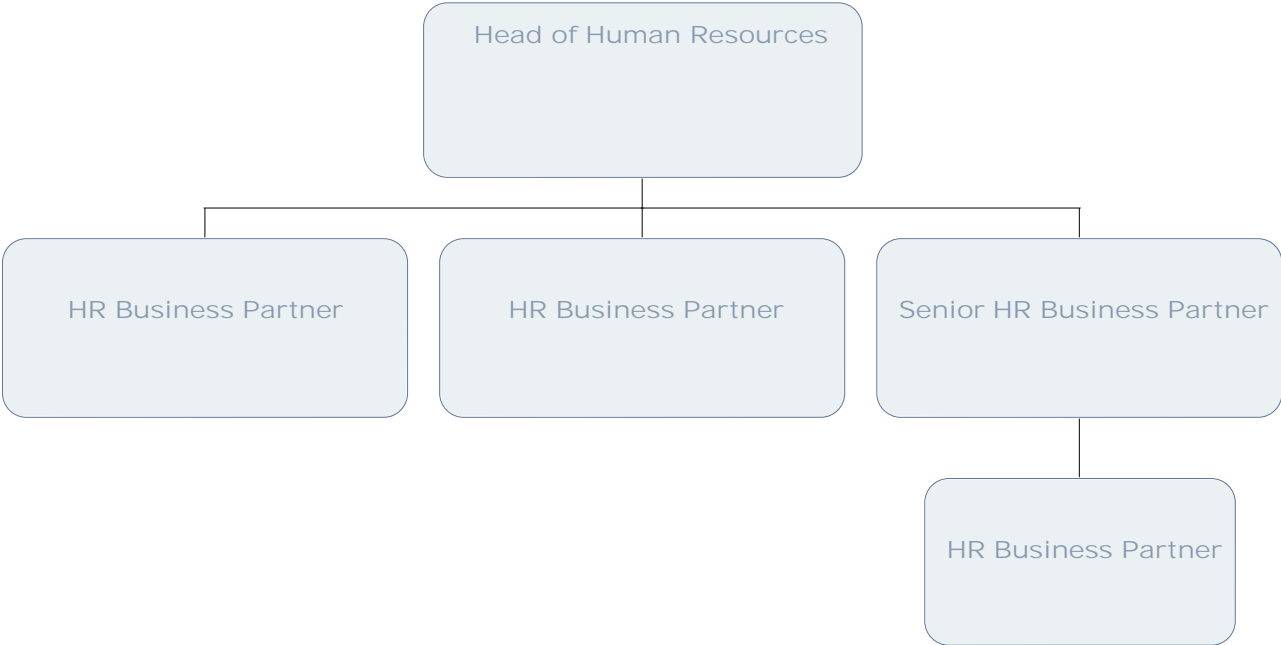 Head of Human Resources
HR Business Partner
HR Business Partner
Senior HR Business Partner
HR Business Partner